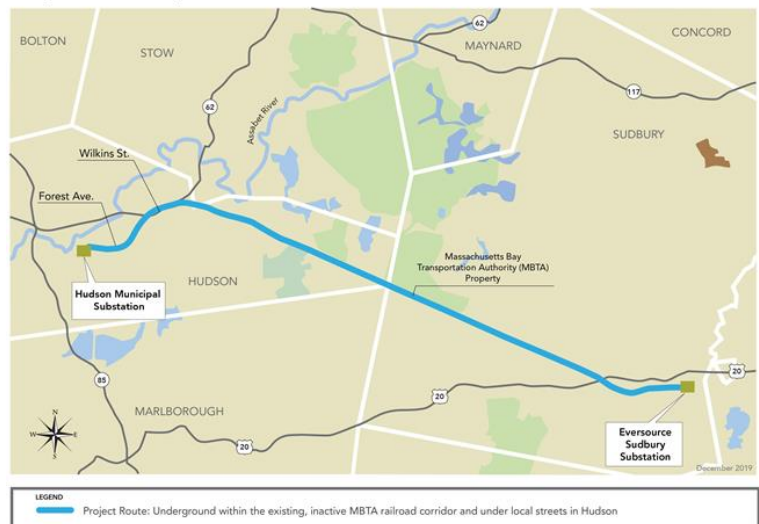 62
CONCORD
BOLTON
STOW
MAYNARD
117
62
Assabet River
SUDBURY
Wilkins St.
Forest Ave.
Massachusetts Bay
Transportation Authority (MBTA)
Property
HUDSON
Hudson Municipal
Substation
20
85
20
N
W
E
S
MARLBOROUGH
20
Eversource
Sudbury
Substation
December 2019
LEGEND
Project Route: Underground within the existing, inactive MBTA railroad corridor and under local streets in Hudson